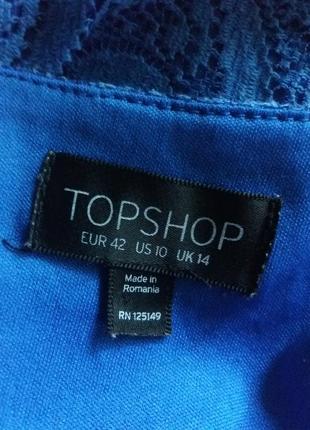 TOPSHOP
EUR 42 US 10 UK 14
Made in
Romania
RN 125149